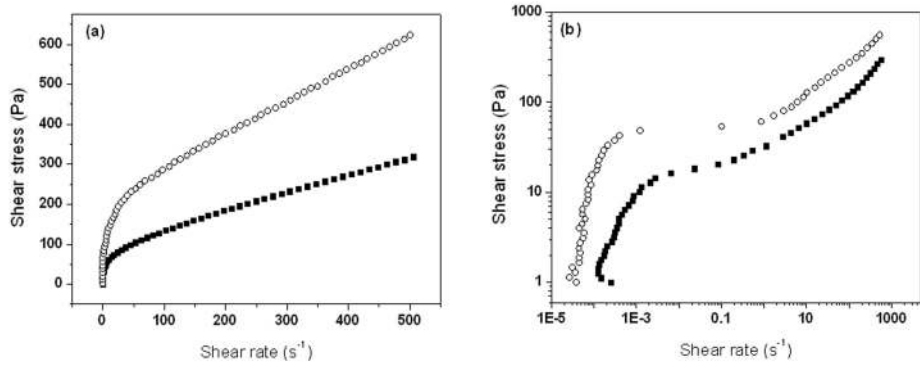 (a)
600
500
400
300
200
100
0
0 100 200 300 400 500
Shear stress (Pa)
Shear rate (s⁻¹)
(b)
1000
100
10
1
1E-5 1E-3 0.1 10 1000
Shear stress (Pa)
Shear rate (s⁻¹)